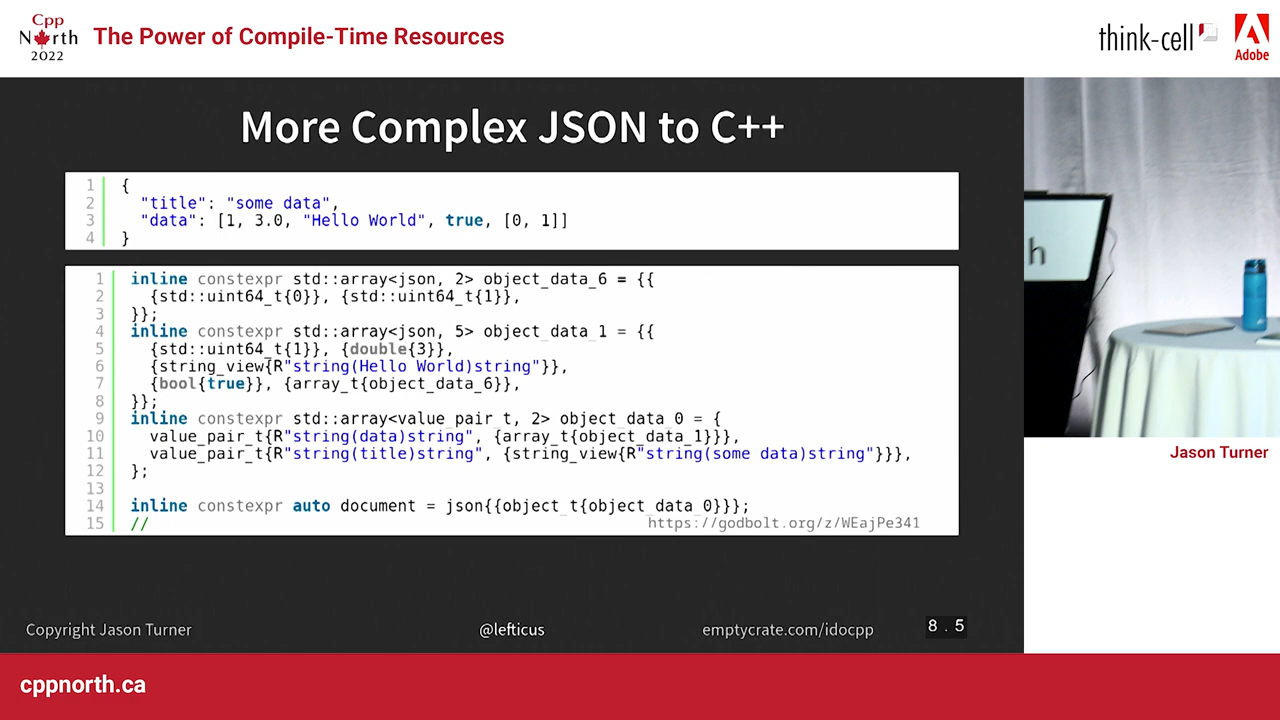 Cpp
North
2022
The Power of Compile-Time Resources
think-cell
Adobe
More Complex JSON to C++
1 {
2   "title": "some data",
3   "data": [1, 3.0, "Hello World", true, [0, 1]]
4 }
1 inline constexpr std::array<json, 2> object_data_6 = {{
2   {std::uint64_t{0}}, {std::uint64_t{1}},
3 }};
4 inline constexpr std::array<json, 5> object_data_1 = {{
5   {std::uint64_t{1}}, {double{3}},
6   {string_view{R"string(Hello World)string"}},
7   {bool{true}}, {array_t{object_data_6}},
8 }};
9 inline constexpr std::array<value_pair_t, 2> object_data_0 = {
10   value_pair_t{R"string(data)string", {array_t{object_data_1}}},
11   value_pair_t{R"string(title)string", {string_view{R"string(some data)string"}}},
12 };
13
14 inline constexpr auto document = json{{object_t{object_data_0}}};
15 //
https://godbolt.org/z/WEajPe341
h
Jason Turner
Copyright Jason Turner
@lefticus
emptycrate.com/idocpp
8 . 5
cppnorth.ca